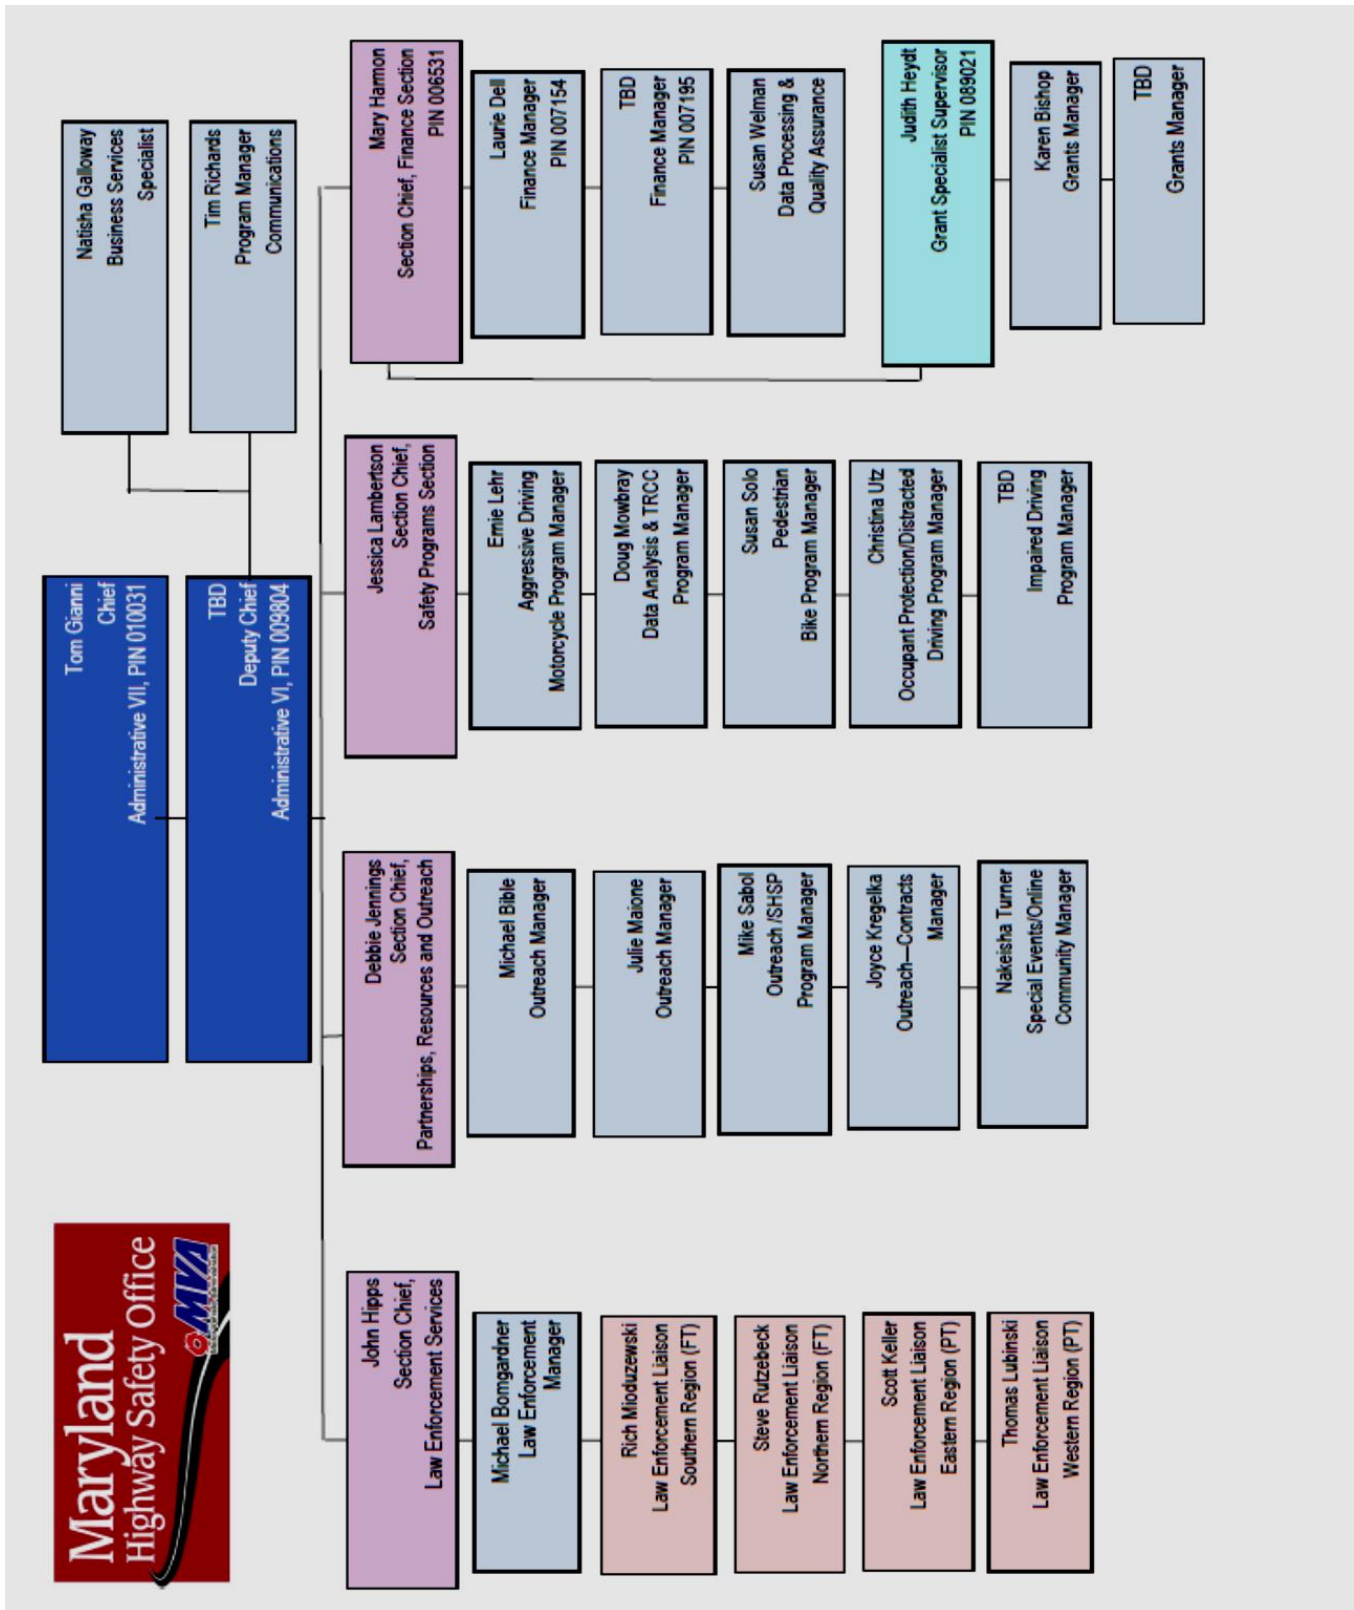 Maryland
Highway Safety Office
MVA
Tom Gianni
Chief
Administrative VII, PIN 010031
TBD
Deputy Chief
Administrative VI, PIN 009804
Natisha Galloway
Business Services
Specialist
Tim Richards
Program Manager
Communications
John Hipps
Section Chief,
Law Enforcement Services
Michael Bomgardner
Law Enforcement
Manager
Rich Mioduzewski
Law Enforcement Liaison
Southern Region (FT)
Steve Rutzebeck
Law Enforcement Liaison
Northern Region (FT)
Scott Keller
Law Enforcement Liaison
Eastern Region (PT)
Thomas Lubinski
Law Enforcement Liaison
Western Region (PT)
Debbie Jennings
Section Chief,
Partnerships, Resources and Outreach
Michael Bible
Outreach Manager
Julie Maione
Outreach Manager
Mike Sabol
Outreach /SHSP
Program Manager
Joyce Kregelka
Outreach—Contracts
Manager
Nakeisha Turner
Special Events/Online
Community Manager
Jessica Lambertson
Section Chief,
Safety Programs Section
Ernie Lehr
Aggressive Driving
Motorcycle Program Manager
Doug Mowbray
Data Analysis & TRCC
Program Manager
Susan Solo
Pedestrian
Bike Program Manager
Christina Utz
Occupant Protection/Distracted
Driving Program Manager
TBD
Impaired Driving
Program Manager
Mary Harmon
Section Chief, Finance Section
PIN 006531
Laurie Dell
Finance Manager
PIN 007154
TBD
Finance Manager
PIN 007195
Susan Welman
Data Processing &
Quality Assurance
Judith Heydt
Grant Specialist Supervisor
PIN 089021
Karen Bishop
Grants Manager
TBD
Grants Manager